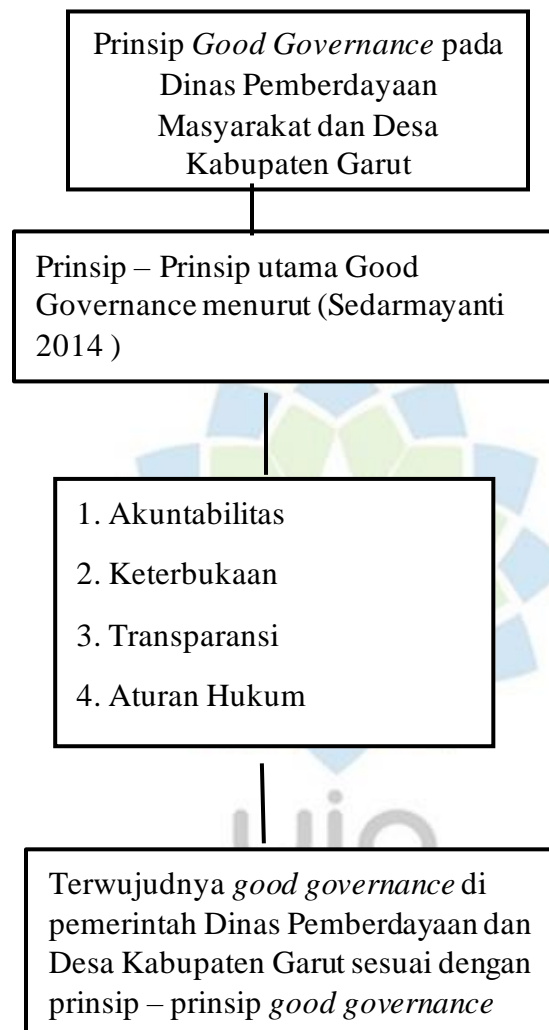 Prinsip Good Governance pada
Dinas Pemberdayaan
Masyarakat dan Desa
Kabupaten Garut
Prinsip – Prinsip utama Good
Governance menurut (Sedarmayanti
2014 )
1. Akuntabilitas
2. Keterbukaan
3. Transparansi
4. Aturan Hukum
uin
Terwujudnya good governance di
pemerintah Dinas Pemberdayaan dan
Desa Kabupaten Garut sesuai dengan
prinsip – prinsip good governance